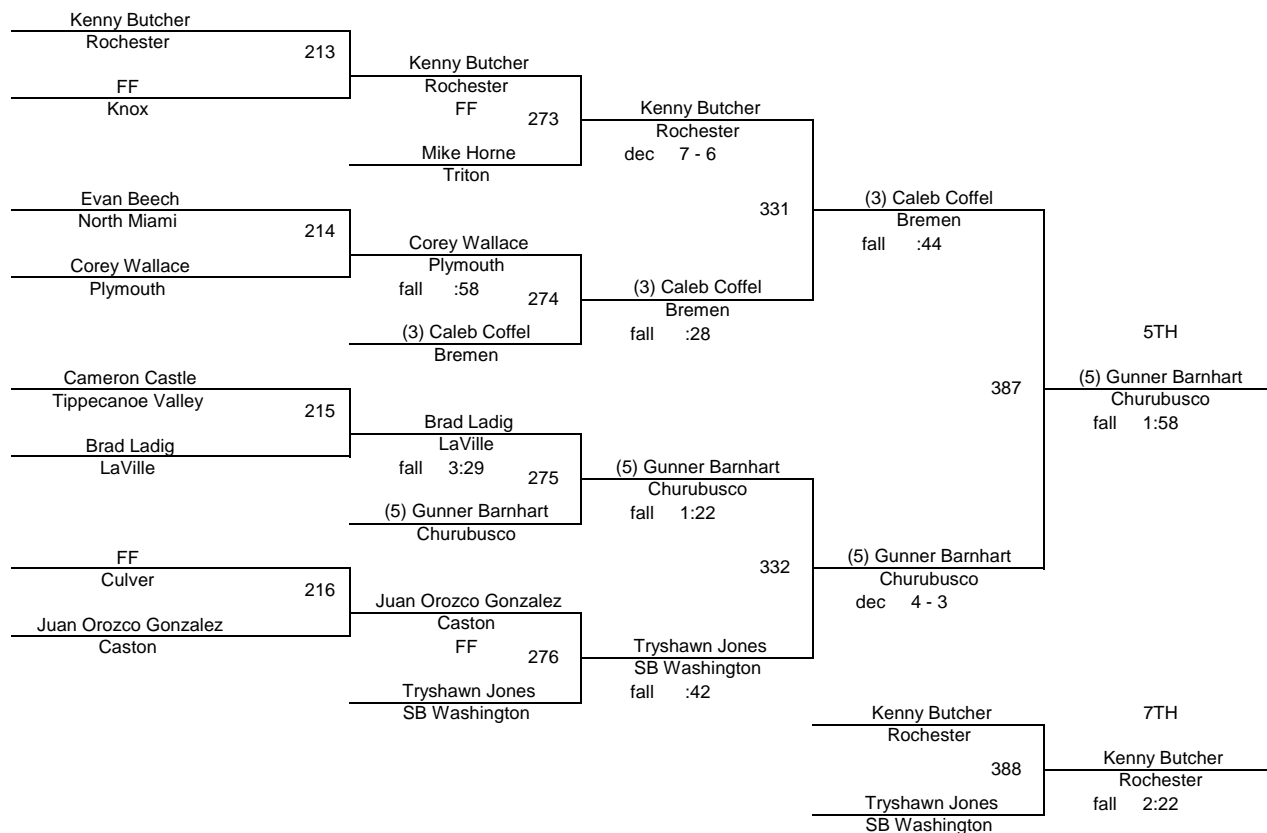 Kenny Butcher
Rochester
213
FF
Knox
Kenny Butcher
Rochester
FF
273
Mike Horne
Triton
Kenny Butcher
Rochester
dec 7 - 6
Evan Beech
North Miami
214
Corey Wallace
Plymouth
Corey Wallace
Plymouth
fall :58
274
(3) Caleb Coffel
Bremen
(3) Caleb Coffel
Bremen
fall :28
331
(3) Caleb Coffel
Bremen
fall :44
Cameron Castle
Tippecanoe Valley
215
Brad Ladig
LaVille
Brad Ladig
LaVille
fall 3:29
275
(5) Gunner Barnhart
Churubusco
(5) Gunner Barnhart
Churubusco
fall 1:22
387
5TH
(5) Gunner Barnhart
Churubusco
fall 1:58
FF
Culver
216
Juan Orozco Gonzalez
Caston
Juan Orozco Gonzalez
Caston
FF
276
Tryshawn Jones
SB Washington
Tryshawn Jones
SB Washington
fall :42
332
(5) Gunner Barnhart
Churubusco
dec 4 - 3
Kenny Butcher
Rochester
388
Tryshawn Jones
SB Washington
7TH
Kenny Butcher
Rochester
fall 2:22